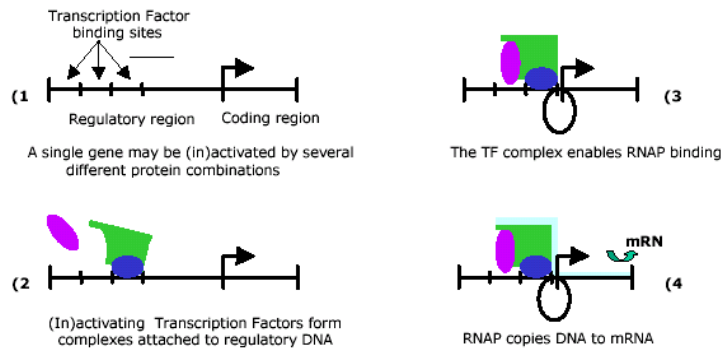 Transcription Factor
binding sites
(1
Regulatory region
Coding region
A single gene may be (in)activated by several
different protein combinations
(3
The TF complex enables RNAP binding
(2
(In)activating Transcription Factors form
complexes attached to regulatory DNA
mRN
(4
RNAP copies DNA to mRNA